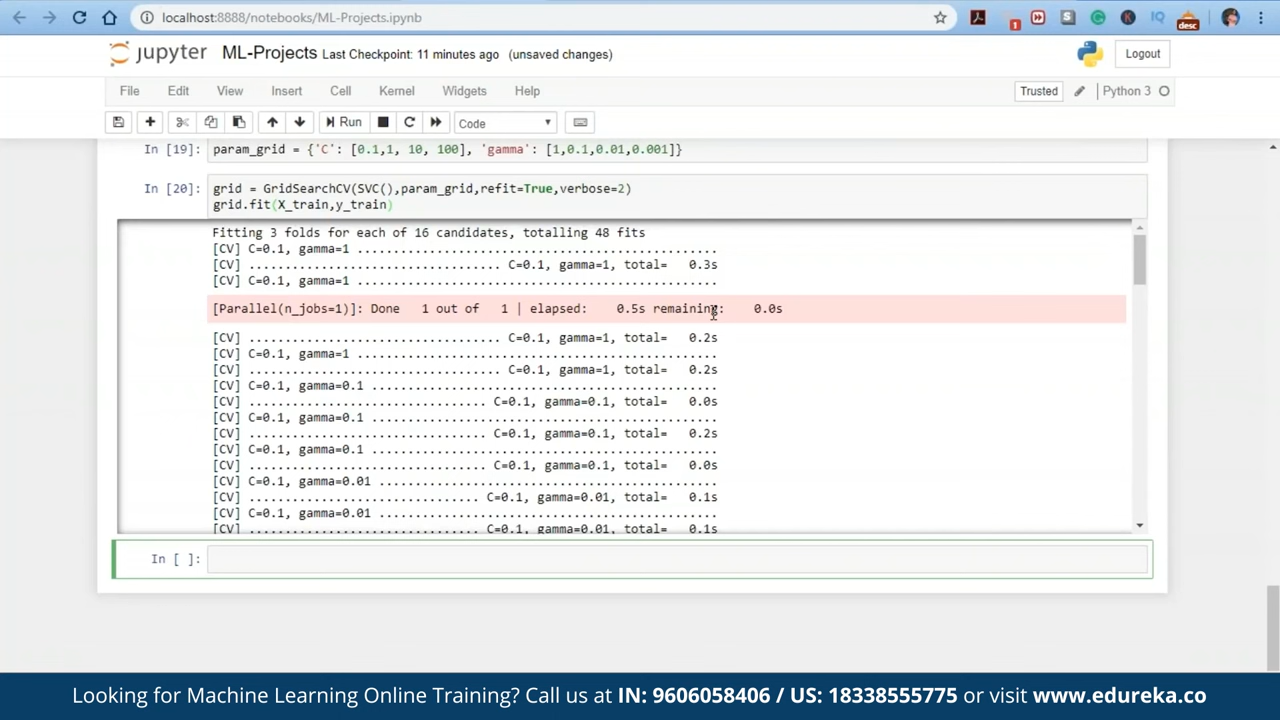 localhost:8888/notebooks/ML-Projects.ipynb
1
desc
jupyter ML-Projects Last Checkpoint: 11 minutes ago (unsaved changes)
Logout
File Edit View Insert Cell Kernel Widgets Help
Trusted Python 3
Run Code
In [19]: param_grid = {'C': [0.1,1, 10, 100], 'gamma': [1,0.1,0.01,0.001]}
In [20]: grid = GridSearchCV(SVC(),param_grid,refit=True,verbose=2)
grid.fit(X_train,y_train)
Fitting 3 folds for each of 16 candidates, totalling 48 fits
[CV] C=0.1, gamma=1 ..................................................
[CV] ................................... C=0.1, gamma=1, total= 0.3s
[CV] C=0.1, gamma=1 ..................................................
[Parallel(n_jobs=1)]: Done 1 out of 1 | elapsed: 0.5s remaining: 0.0s
[CV] ................................... C=0.1, gamma=1, total= 0.2s
[CV] C=0.1, gamma=1 ..................................................
[CV] ................................... C=0.1, gamma=1, total= 0.2s
[CV] C=0.1, gamma=0.1 ................................................
[CV] ................................. C=0.1, gamma=0.1, total= 0.0s
[CV] C=0.1, gamma=0.1 ................................................
[CV] ................................. C=0.1, gamma=0.1, total= 0.2s
[CV] C=0.1, gamma=0.1 ................................................
[CV] ................................. C=0.1, gamma=0.1, total= 0.0s
[CV] C=0.1, gamma=0.01 ...............................................
[CV] ................................ C=0.1, gamma=0.01, total= 0.1s
[CV] C=0.1, gamma=0.01 ...............................................
[CV] ................................ C=0.1, gamma=0.01, total= 0.1s
In [ ]:
Looking for Machine Learning Online Training? Call us at IN: 9606058406 / US: 18338555775 or visit www.edureka.co